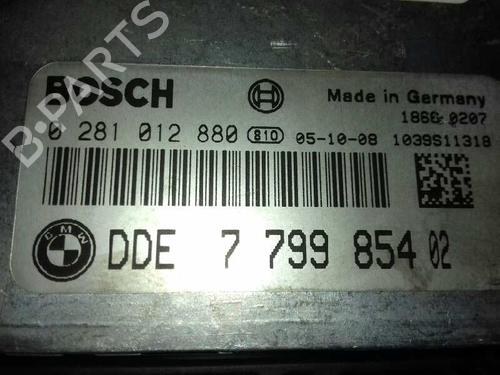 B-PARTS
BOSCH
Made in Germany
1866 0207
0 281 012 880 810 05-10-08 1039S11318
BMW DDE 7 799 854 02